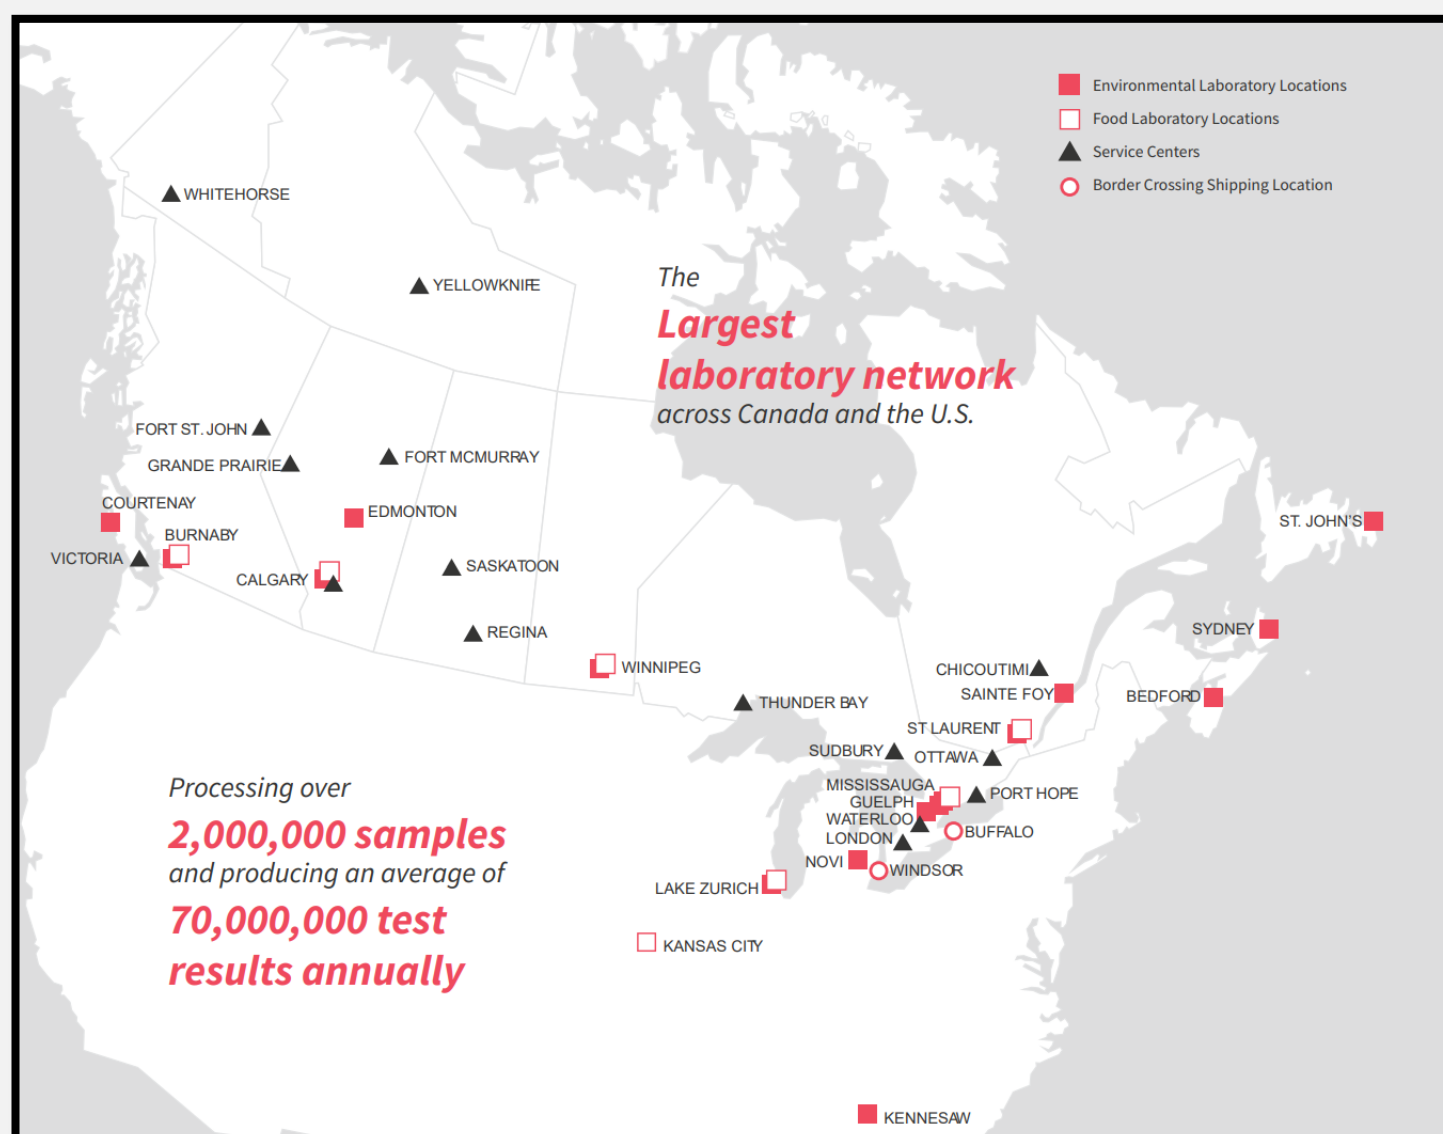 Environmental Laboratory Locations
Food Laboratory Locations
Service Centers
Border Crossing Shipping Location
WHITEHORSE
YELLOWKNIFE
The
Largest
laboratory network
across Canada and the U.S.
FORT ST. JOHN
GRANDE PRAIRIE
FORT MCMURRAY
COURTENAY
EDMONTON
BURNABY
VICTORIA
CALGARY
SASKATOON
REGINA
WINNIPEG
ST. JOHN'S
SYDNEY
BEDFORD
CHICOUTIMI
SAINTE FOY
ST LAURENT
THUNDER BAY
SUDBURY
OTTAWA
MISSISSAUGA
GUELPH
WATERLOO
LONDON
PORT HOPE
BUFFALO
NOVI
WINDSOR
LAKE ZURICH
KANSAS CITY
Processing over
2,000,000 samples
and producing an average of
70,000,000 test
results annually
KENNESAW